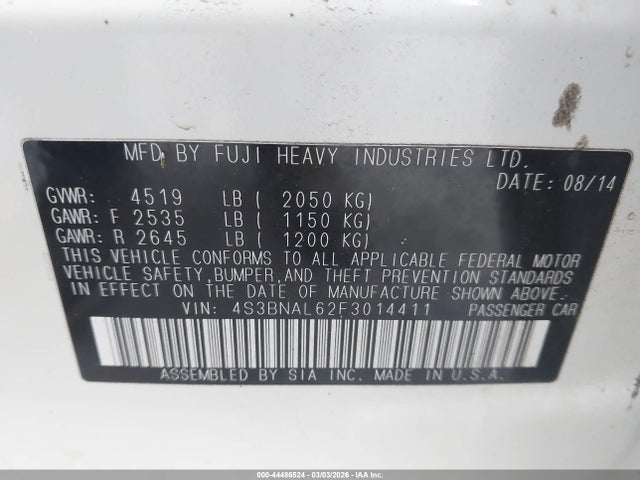 MFD. BY FUJI HEAVY INDUSTRIES LTD.
DATE: 08/14
GVWR: 4519 LB ( 2050 KG)
GAWR: F 2535 LB ( 1150 KG)
GAWR: R 2645 LB ( 1200 KG)
THIS VEHICLE CONFORMS TO ALL APPLICABLE FEDERAL MOTOR
VEHICLE SAFETY, BUMPER, AND THEFT PREVENTION STANDARDS
IN EFFECT ON THE DATE OF MANUFACTURE SHOWN ABOVE.
VIN: 4S3BNAL62F3014411 PASSENGER CAR
ASSEMBLED BY SIA INC. MADE IN U.S.A.
000-44486524 | 03/03/2026 - IAAI.com